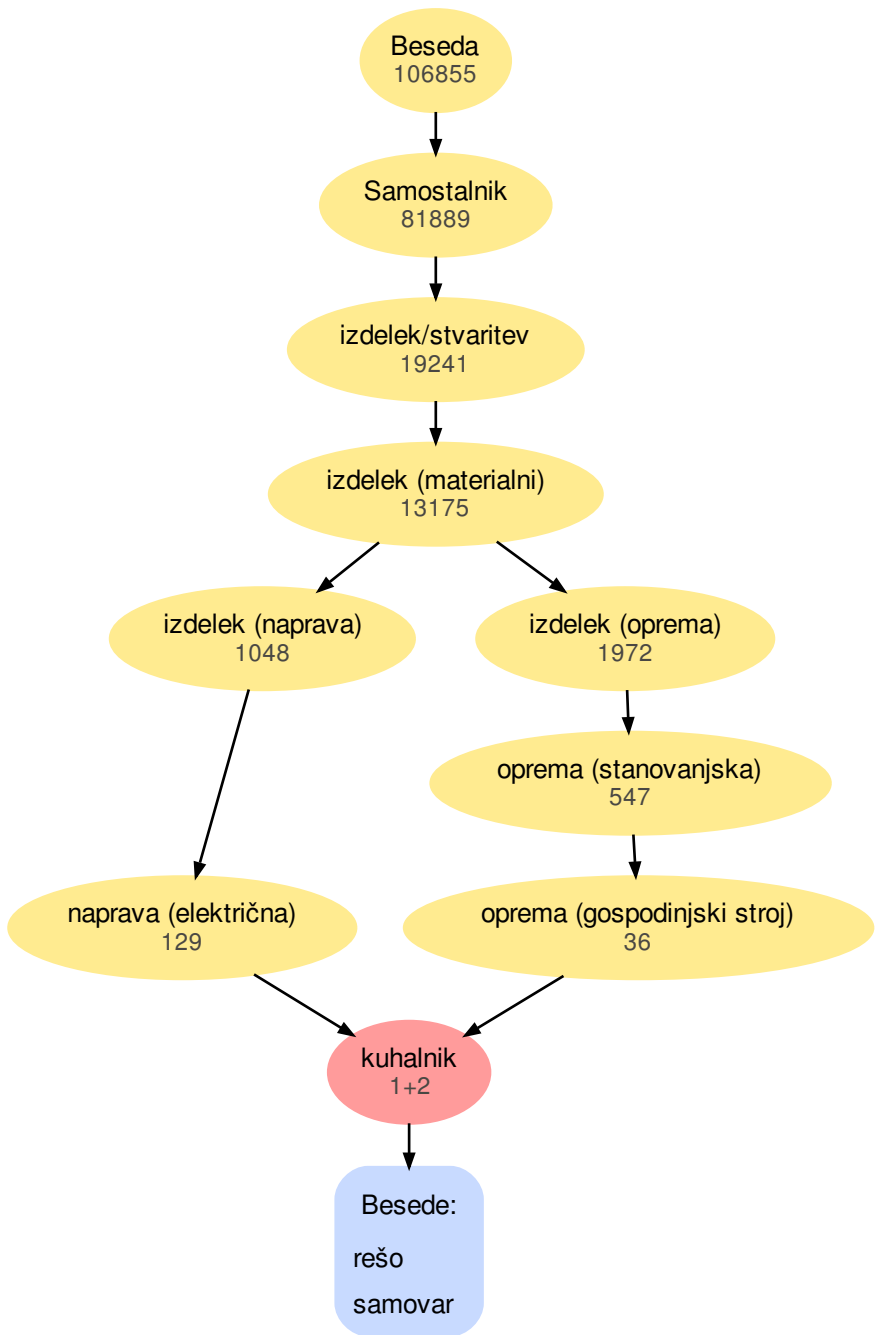 Beseda
106855
Samostalnik
81889
izdelek/stvaritev
19241
izdelek (materialni)
13175
izdelek (naprava)
1048
izdelek (oprema)
1972
oprema (stanovanjska)
547
naprava (električna)
129
oprema (gospodinjski stroj)
36
kuhalnik
1+2
Besede:
rešo
samovar